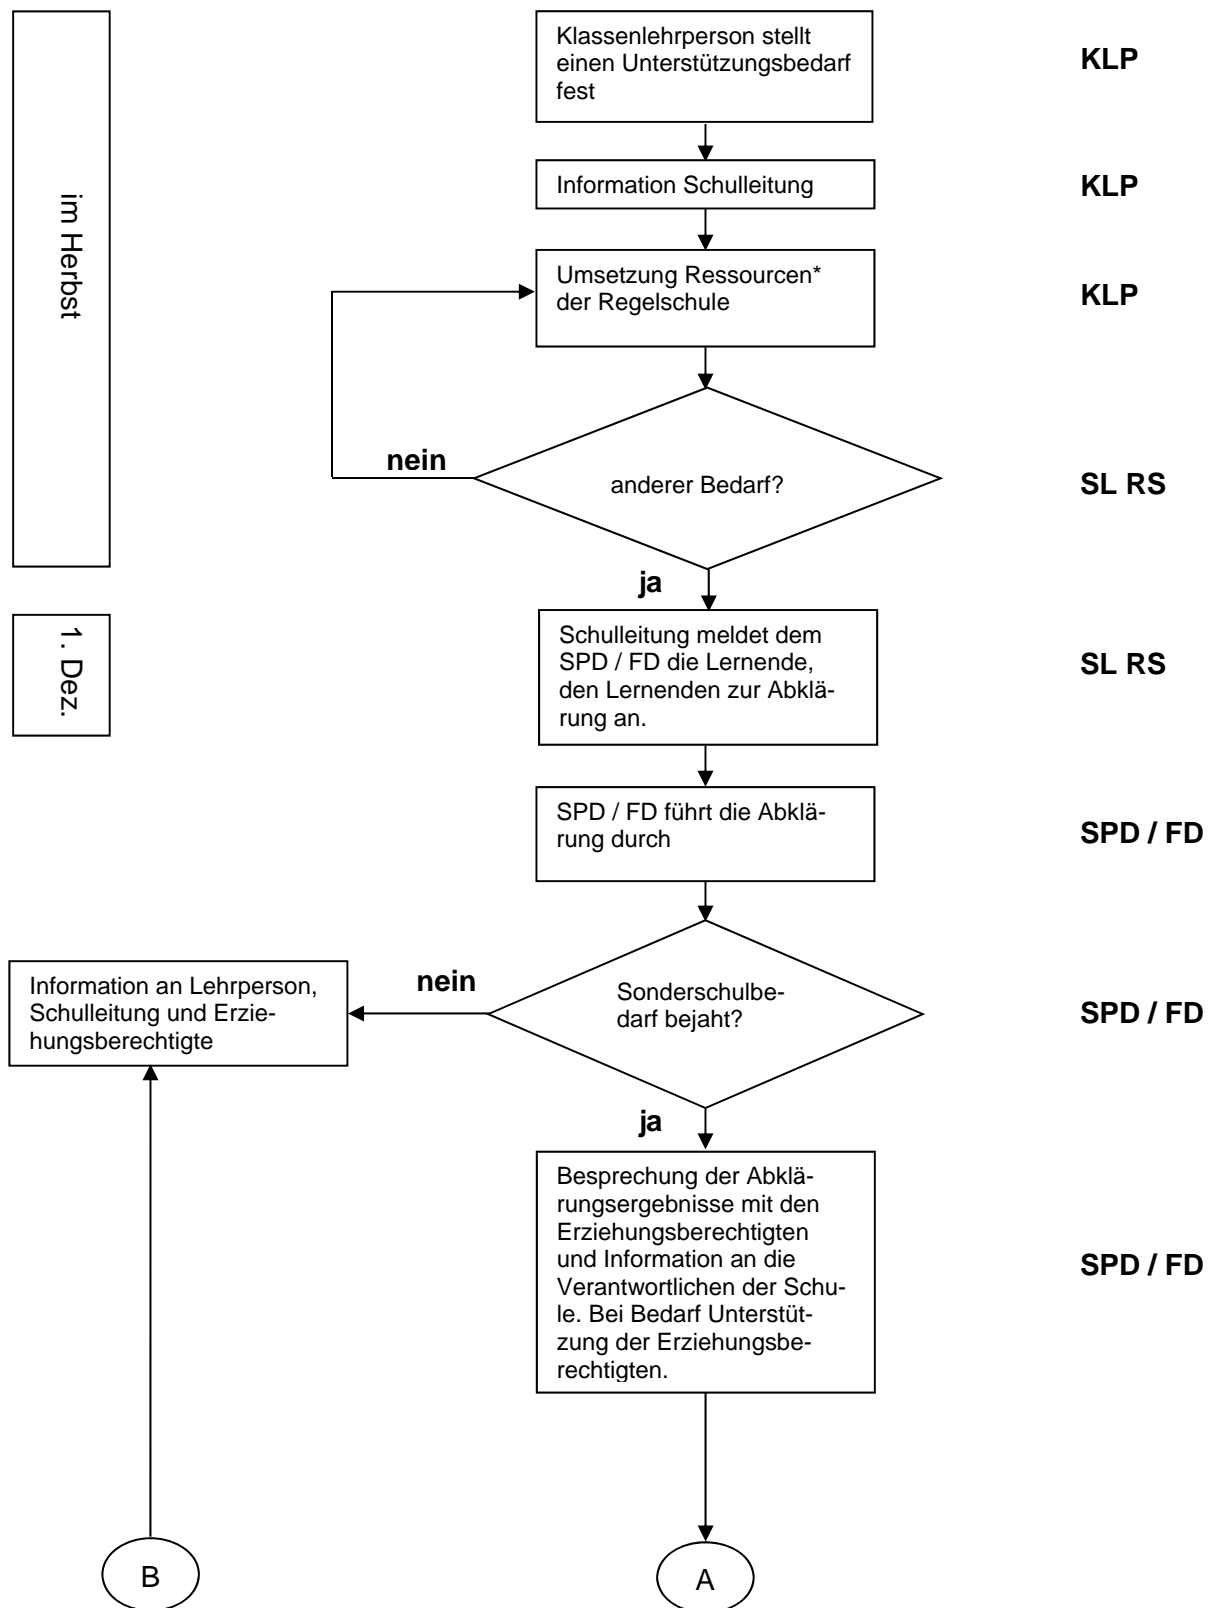 Klassenlehrperson stellt
einen Unterstützungsbedarf
fest
KLP
im Herbst
Information Schulleitung
KLP
Umsetzung Ressourcen*
der Regelschule
KLP
nein
anderer Bedarf?
SL RS
ja
1. Dez.
Schulleitung meldet dem
SPD / FD die Lernende,
den Lernenden zur Abklä-
rung an.
SL RS
SPD / FD führt die Abklä-
rung durch
SPD / FD
Information an Lehrperson,
Schulleitung und Erzie-
hungsberechtigte
nein
Sonderschulbe-
darf bejaht?
SPD / FD
ja
Besprechung der Abklä-
rungsergebnisse mit den
Erziehungsberechtigten
und Information an die
Verantwortlichen der Schu-
le. Bei Bedarf Unterstüt-
zung der Erziehungsbe-
rechtigten.
SPD / FD
B
A